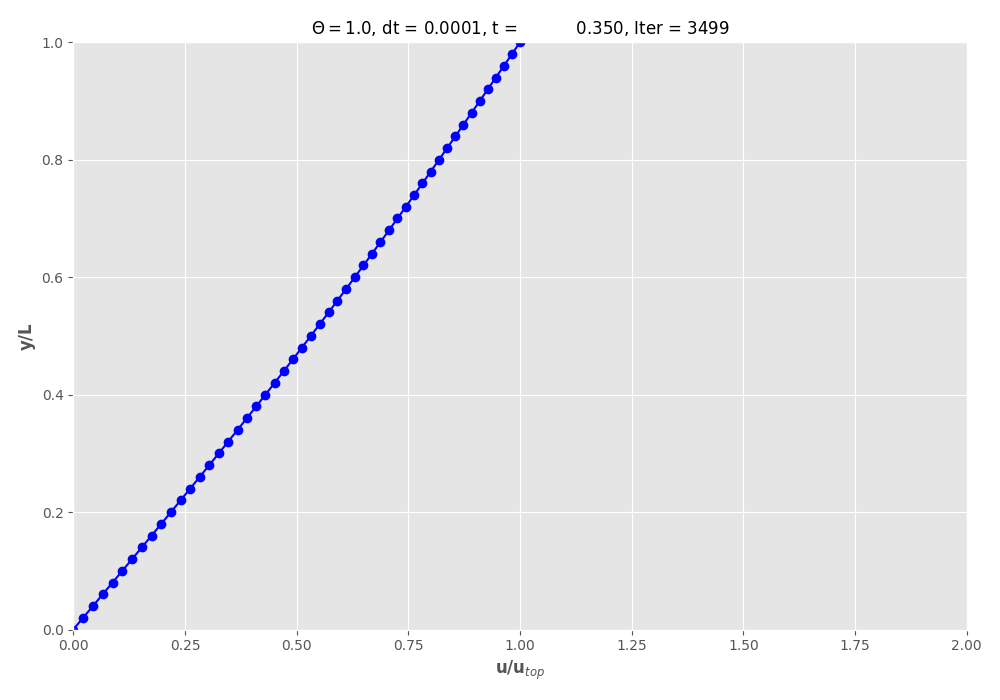 Θ = 1.0, dt = 0.0001, t = 0.350, Iter = 3499
1.0
0.8
0.6
0.4
0.2
0.0
y/L
0.00 0.25 0.50 0.75 1.00 1.25 1.50 1.75 2.00
u/u_top